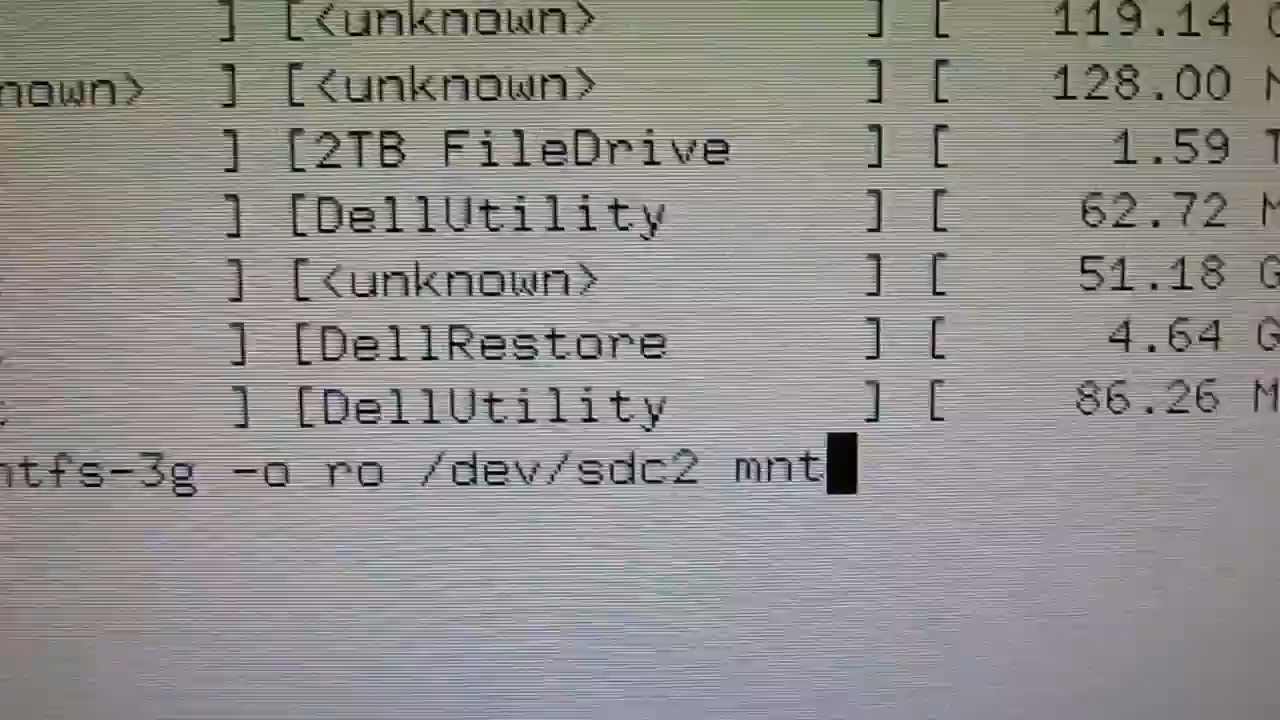 ] [<unknown> ] [ 119.14
nown> ] [<unknown> ] [ 128.00 M
] [2TB FileDrive ] [ 1.59 T
] [DellUtility ] [ 62.72 M
] [<unknown> ] [ 51.18 G
] [DellRestore ] [ 4.64 G
] [DellUtility ] [ 86.26 M
ntfs-3g -o ro /dev/sdc2 mnt